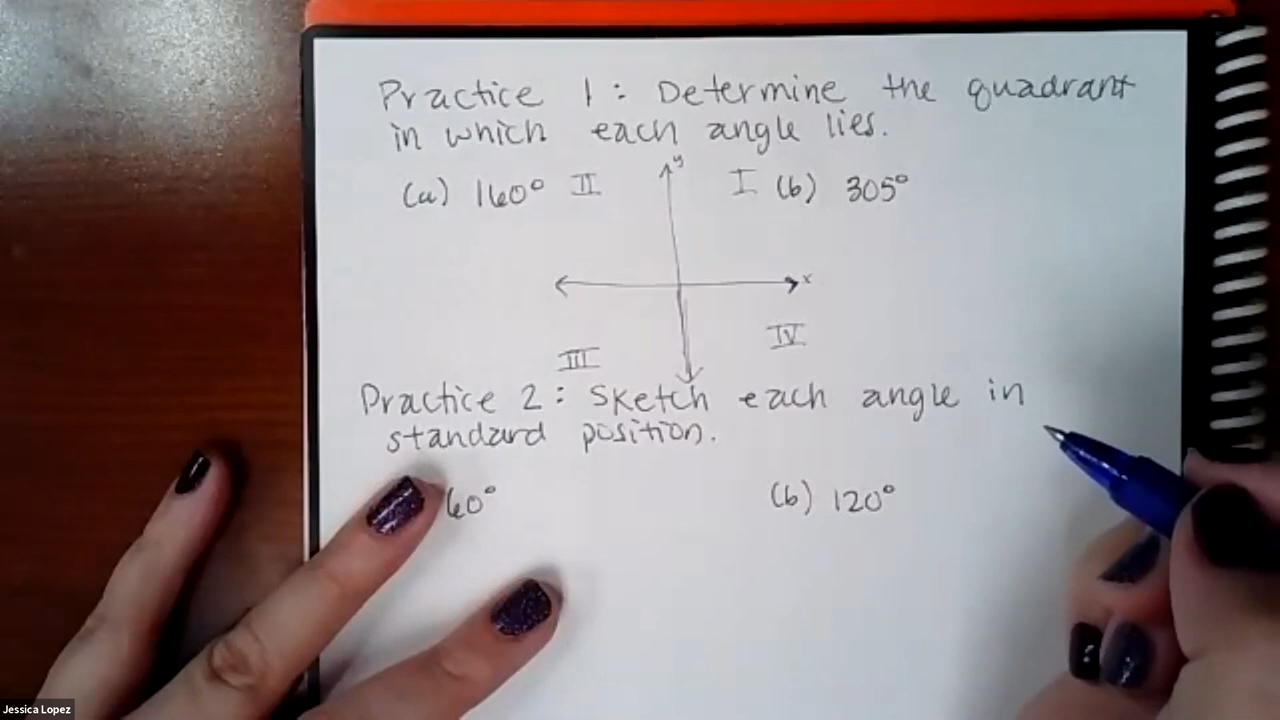 Practice 1: Determine the quadrant
in which each angle lies.
y
(a) 160° II I (b) 305°
x
IV
III
Practice 2: Sketch each angle in
standard position.
60° (b) 120°
Jessica Lopez